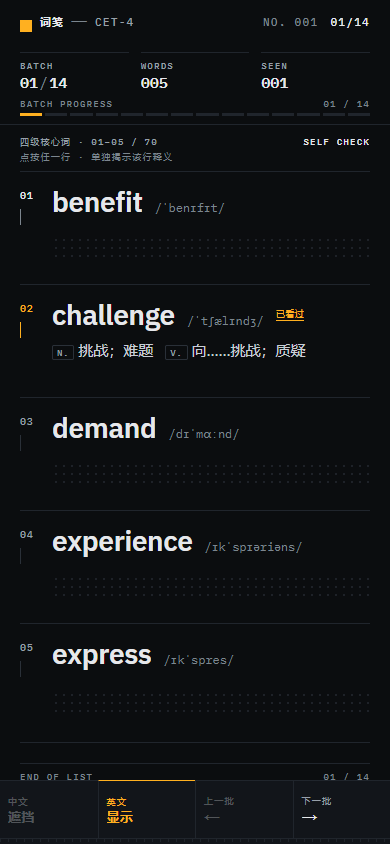 词笺 — CET-4 NO. 001 01/14
BATCH WORDS SEEN
01/14 005 001
BATCH PROGRESS 01 / 14
四级核心词 · 01–05 / 70 SELF CHECK
点按任一行 · 单独揭示该行释义
01 benefit /ˈbenɪfɪt/
02 challenge /ˈtʃælɪndʒ/ 已看过
N. 挑战；难题 V. 向……挑战；质疑
03 demand /dɪˈmɑːnd/
04 experience /ɪkˈspɪəriəns/
05 express /ɪkˈspres/
END OF LIST 01 / 14
中文 英文 上一批 下一批
遮挡 显示 ← →